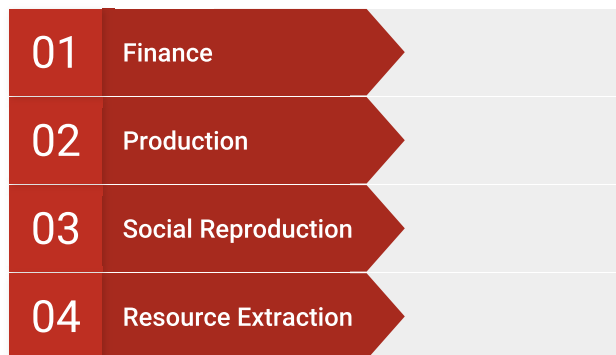 01 Finance
02 Production
03 Social Reproduction
04 Resource Extraction